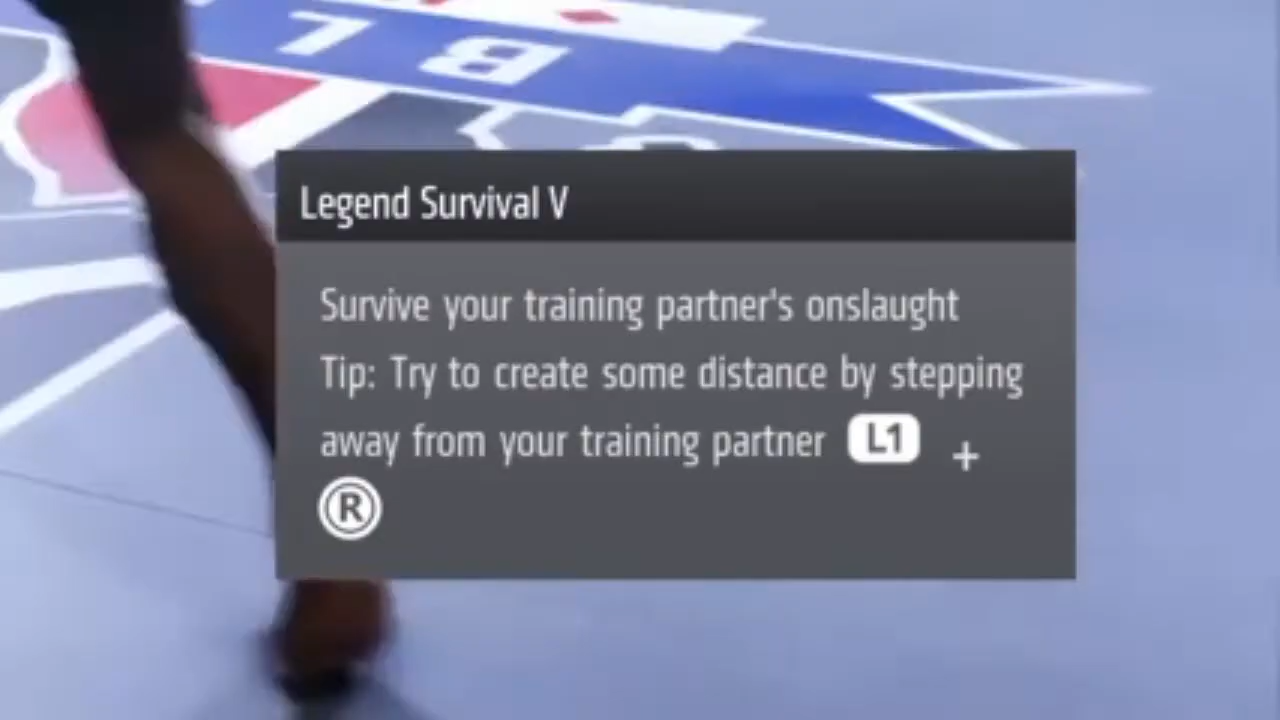 B L
Legend Survival V
Survive your training partner's onslaught
Tip: Try to create some distance by stepping
away from your training partner L1 +
R